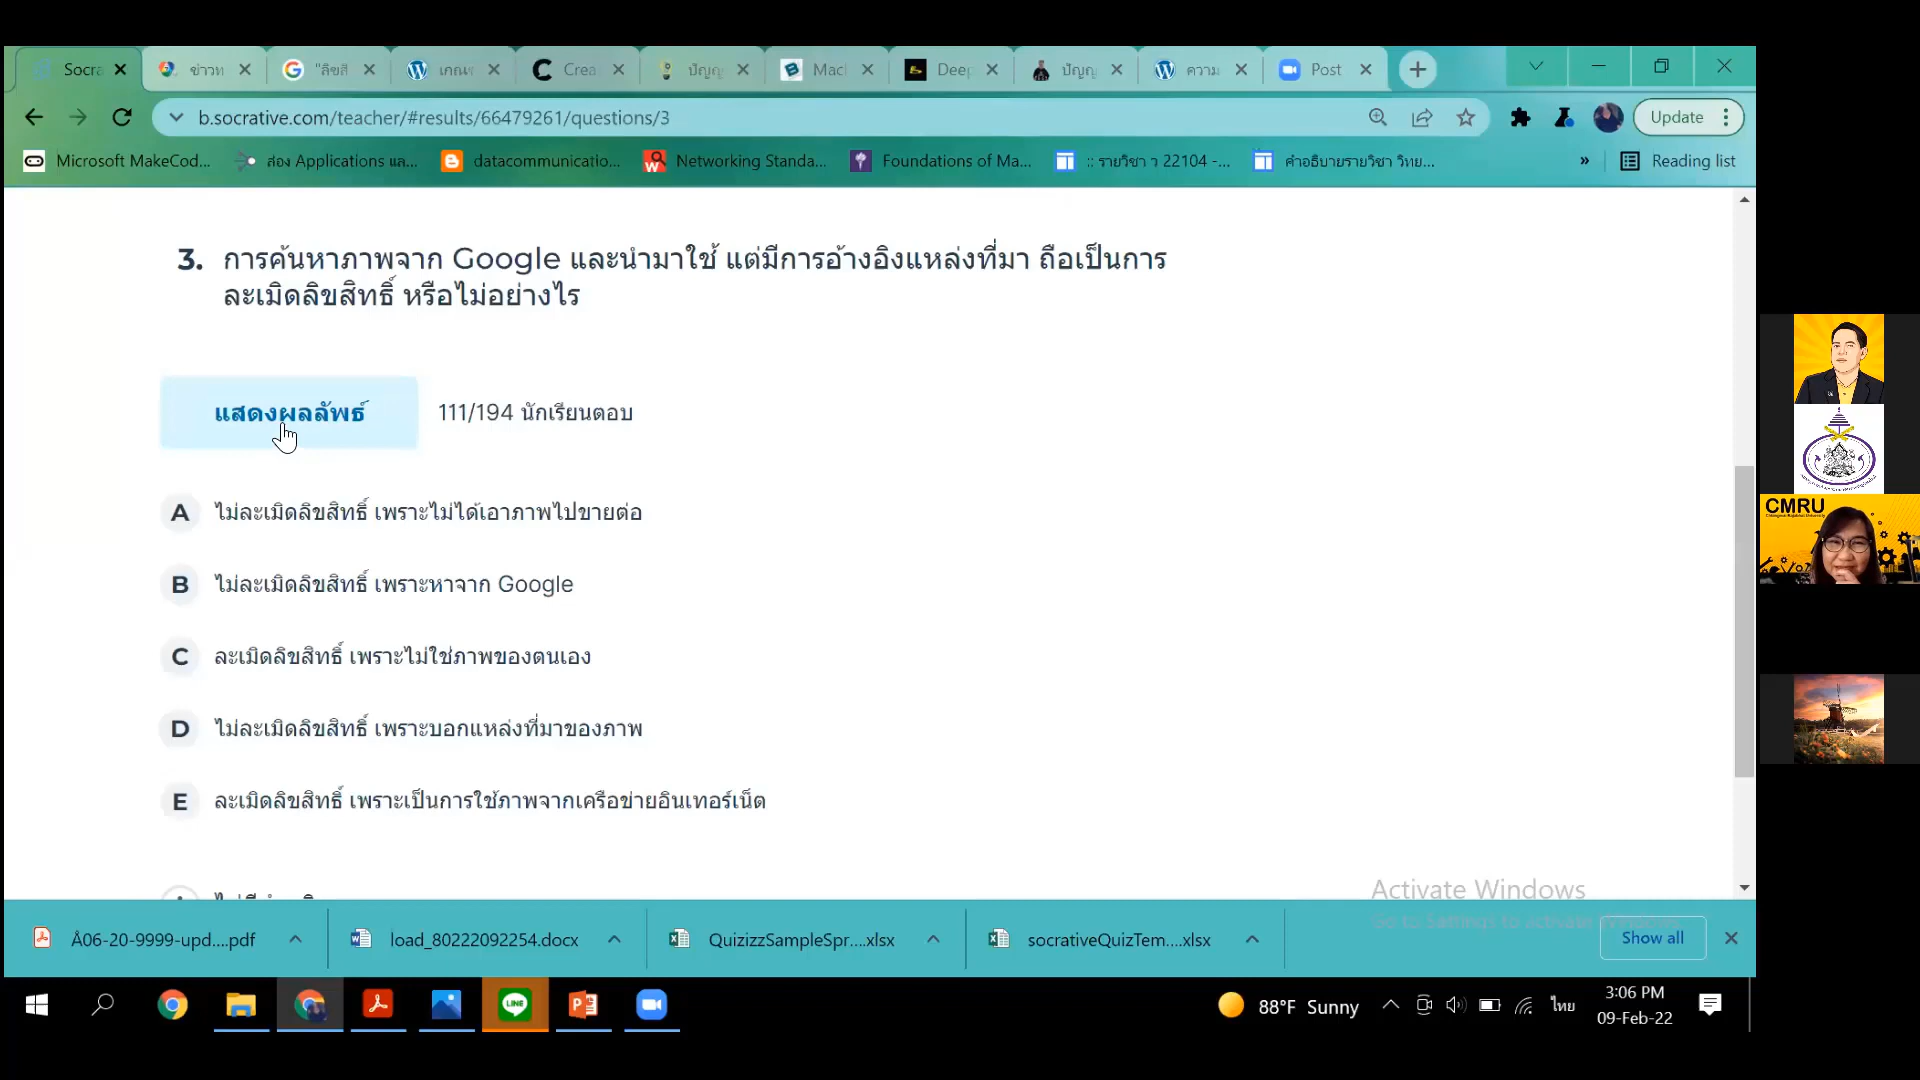 Socra
ข่าวท
"ลิขสิ
เกณฑ
Crea
ปัญญ
Macl
Deep
ปัญญ
ความ
Post
b.socrative.com/teacher/#results/66479261/questions/3
Update
Microsoft MakeCod...
ส่อง Applications แล...
datacommunicatio...
Networking Standa...
Foundations of Ma...
:: รายวิชา ว 22104 -...
คำอธิบายรายวิชา วิทย...
»
Reading list
3. การค้นหาภาพจาก Google และนำมาใช้ แต่มีการอ้างอิงแหล่งที่มา ถือเป็นการ
ละเมิดลิขสิทธิ์ หรือไม่อย่างไร
แสดงผลลัพธ์
111/194 นักเรียนตอบ
A ไม่ละเมิดลิขสิทธิ์ เพราะไม่ได้เอาภาพไปขายต่อ
B ไม่ละเมิดลิขสิทธิ์ เพราะหาจาก Google
C ละเมิดลิขสิทธิ์ เพราะไม่ใช่ภาพของตนเอง
D ไม่ละเมิดลิขสิทธิ์ เพราะบอกแหล่งที่มาของภาพ
E ละเมิดลิขสิทธิ์ เพราะเป็นการใช้ภาพจากเครือข่ายอินเทอร์เน็ต
CMRU
Activate Windows
Go to Settings to activate Windows.
Å06-20-9999-upd....pdf
load_80222092254.docx
QuizizzSampleSpr....xlsx
socrativeQuizTem....xlsx
Show all
LINE
88°F Sunny
ไทย
3:06 PM
09-Feb-22